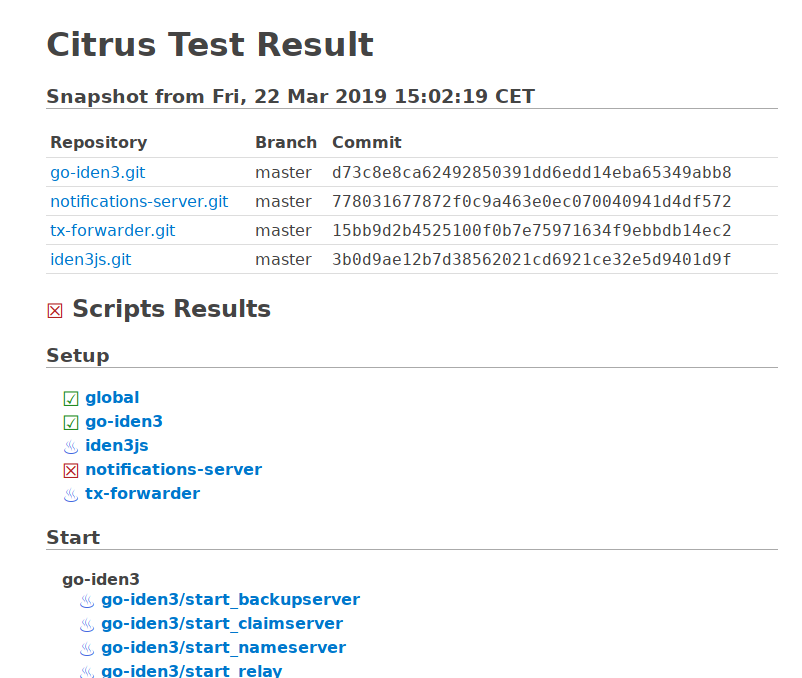 Citrus Test Result
Snapshot from Fri, 22 Mar 2019 15:02:19 CET
Repository Branch Commit
go-iden3.git master d73c8e8ca62492850391dd6edd14eba65349abb8
notifications-server.git master 778031677872f0c9a463e0ec070040941d4df572
tx-forwarder.git master 15bb9d2b4525100f0b7e75971634f9ebbdb14ec2
iden3js.git master 3b0d9ae12b7d38562021cd6921ce32e5d9401d9f
☒ Scripts Results
Setup
☑ global
☑ go-iden3
♨ iden3js
☒ notifications-server
♨ tx-forwarder
Start
go-iden3
♨ go-iden3/start_backupserver
♨ go-iden3/start_claimserver
♨ go-iden3/start_nameserver
♨ go-iden3/start_relay